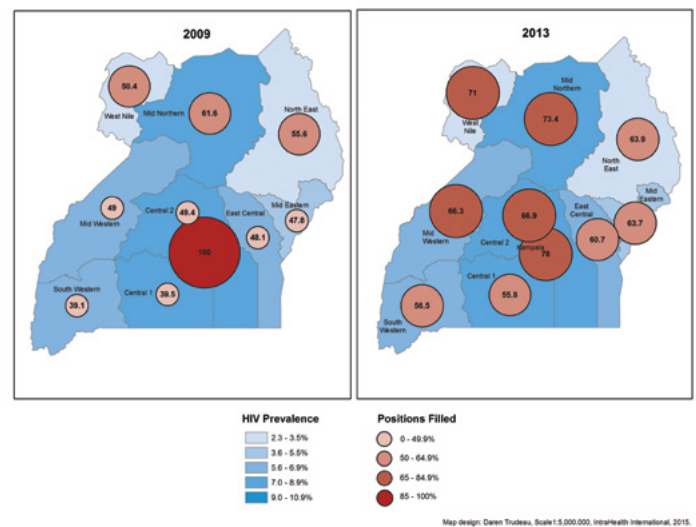 2009
50.4
West Nile
Mid Northern
61.6
North East
55.6
49
Mid Western
Central 2
49.4
East Central
48.1
Mid Eastern
47.8
100
South Western
39.1
Central 1
39.5
2013
71
West
Nile
Mid
Northern
73.4
63.9
North
East
Mid
Eastern
66.3
Mid
Western
66.9
Central 2
Kampala
78
East
Central
60.7
63.7
Central 1
55.8
56.5
South
Western
HIV Prevalence
2.3 - 3.5%
3.6 - 5.5%
5.6 - 6.9%
7.0 - 8.9%
9.0 - 10.9%
Positions Filled
0 - 49.9%
50 - 64.9%
65 - 84.9%
85 - 100%
Map design: Daren Trudeau, Scale1:5,000,000, IntraHealth International, 2015.